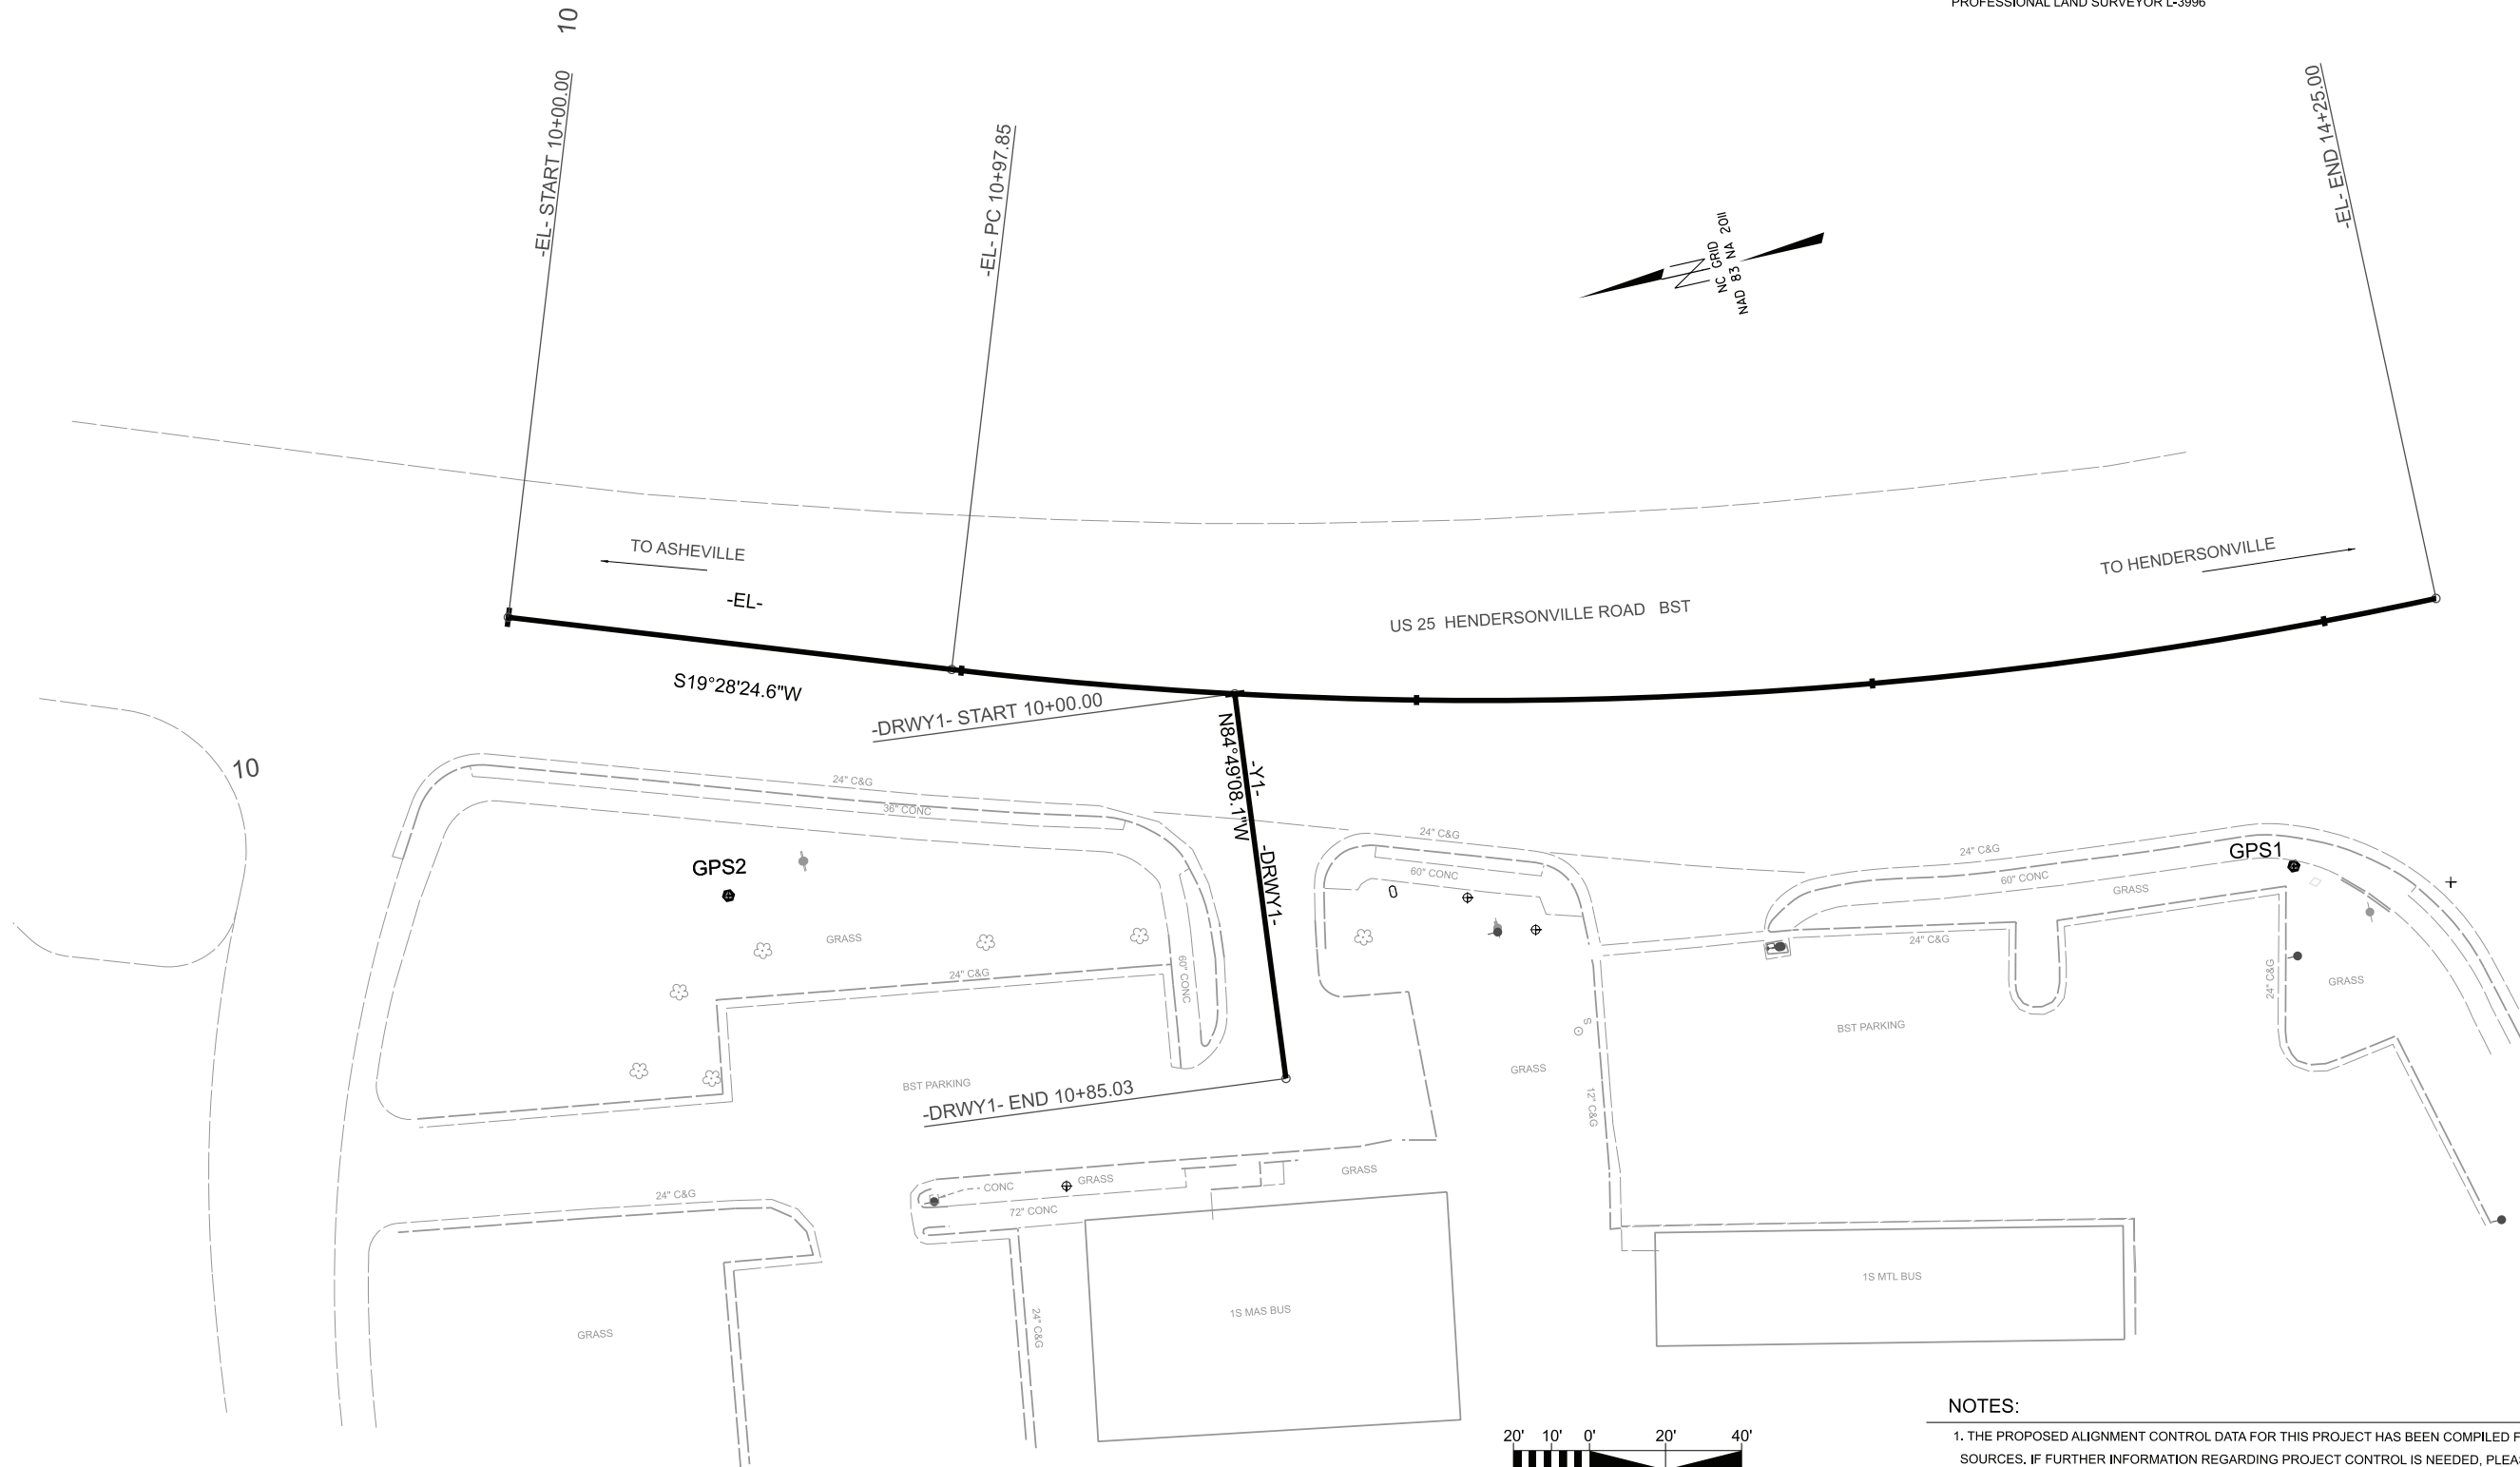 PROFESSIONAL LAND SURVEYOR L-3996
10
-EL- START 10+00.00
-EL- PC 10+97.85
-EL- END 14+25.00
NC GRID
NAD 83 NA 2011
TO ASHEVILLE
-EL-
TO HENDERSONVILLE
US 25 HENDERSONVILLE ROAD BST
S19°28'24.6"W
-DRWY1- START 10+00.00
N84°49'08.1"W
-Y1-
-DRWY1-
10
24" C&G
36" CONC
GPS2
GRASS
24" C&G
60" CONC
BST PARKING
-DRWY1- END 10+85.03
24" C&G
60" CONC
24" C&G
GPS1
60" CONC
GRASS
24" C&G
24" C&G
GRASS
S
BST PARKING
GRASS
12" C&G
24" C&G
CONC
GRASS
GRASS
72" CONC
24" C&G
GRASS
1S MAS BUS
1S MTL BUS
20' 10' 0' 20' 40'
NOTES:
1. THE PROPOSED ALIGNMENT CONTROL DATA FOR THIS PROJECT HAS BEEN COMPILED
SOURCES. IF FURTHER INFORMATION REGARDING PROJECT CONTROL IS NEEDED,